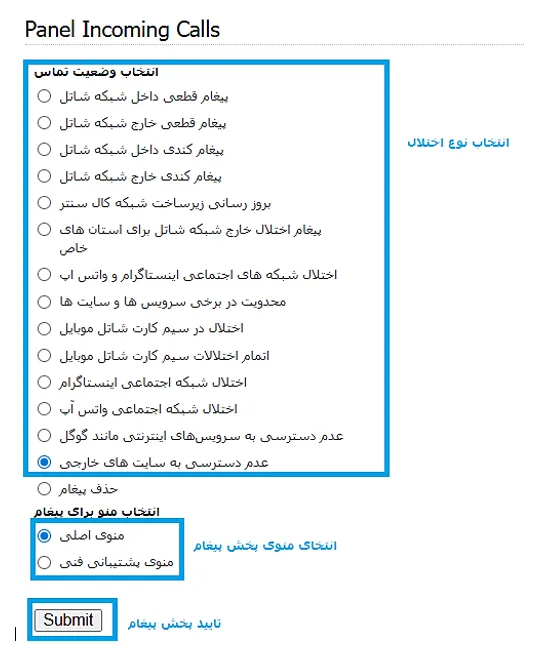 Panel Incoming Calls
انتخاب وضعیت تماس
پیغام قطعی داخل شبکه شاتل
پیغام قطعی خارج شبکه شاتل
پیغام کندی داخل شبکه شاتل
انتخاب نوع اختلال
پیغام کندی خارج شبکه شاتل
بروز رسانی زیرساخت شبکه کال سنتر
پیغام اختلال خارج شبکه شاتل برای استان های
خاص
اختلال شبکه های اجتماعی اینستاگرام و واتس اپ
محدویت در برخی سرویس ها و سایت ها
اختلال در سیم کارت شاتل موبایل
اتمام اختلالات سیم کارت شاتل موبایل
اختلال شبکه اجتماعی اینستاگرام
اختلال شبکه اجتماعی واتس آپ
عدم دسترسی به سرویس‌های اینترنتی مانند گوگل
عدم دسترسی به سایت های خارجی
حذف پیغام
انتخاب منو برای پیغام
منوی اصلی
انتخای منوی پخش پیغام
منوی پشتیبانی فنی
Submit
تایید پخش پیغام